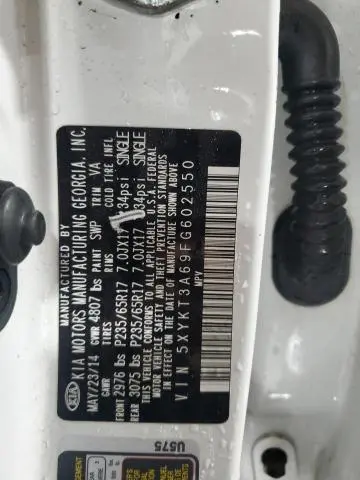 MANUFACTURED BY
KIA KIA MOTORS MANUFACTURING GEORGIA, INC.
MAY/23/14 GVWR 4807 lbs PAINT SWP TRIM VA
GAWR TIRES RIMS COLD TIRE INFL
FRONT 2976 lbs P235/65R17 7.0JX17 34psi SINGLE
REAR 3075 lbs P235/65R17 7.0JX17 34psi SINGLE
THIS VEHICLE CONFORMS TO ALL APPLICABLE U.S.A. FEDERAL
MOTOR VEHICLE SAFETY AND THEFT PREVENTION STANDARDS
IN EFFECT ON THE DATE OF MANUFACTURE SHOWN ABOVE
VIN 5XYKT3A69FG602550
MPV
U575